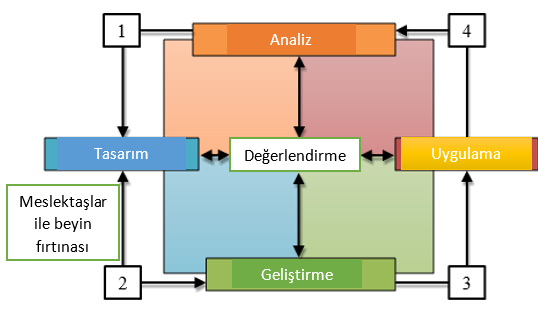 1
Analiz
4
Tasarım
Değerlendirme
Uygulama
Meslektaşlar
ile beyin
fırtınası
2
Geliştirme
3